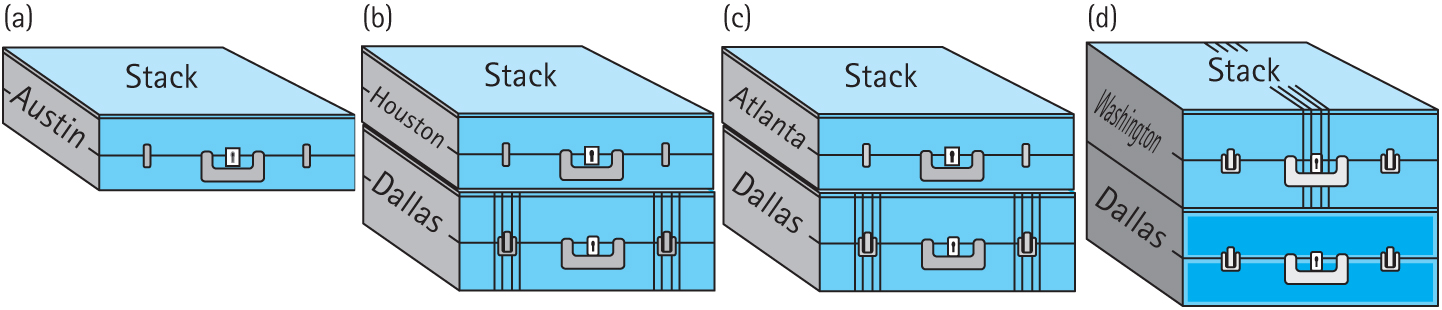 (a)
Stack
Austin
(b)
Stack
Houston
Dallas
(c)
Stack
Atlanta
Dallas
(d)
Stack
Washington
Dallas